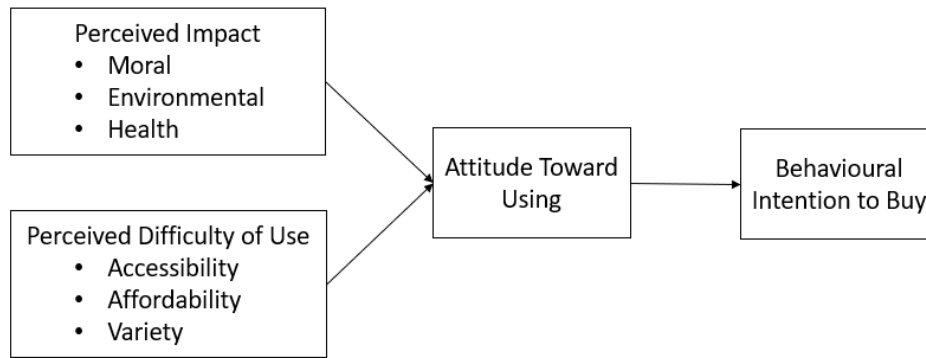 Perceived Impact
• Moral
• Environmental
• Health
Perceived Difficulty of Use
• Accessibility
• Affordability
• Variety
Attitude Toward
Using
Behavioural
Intention to Buy